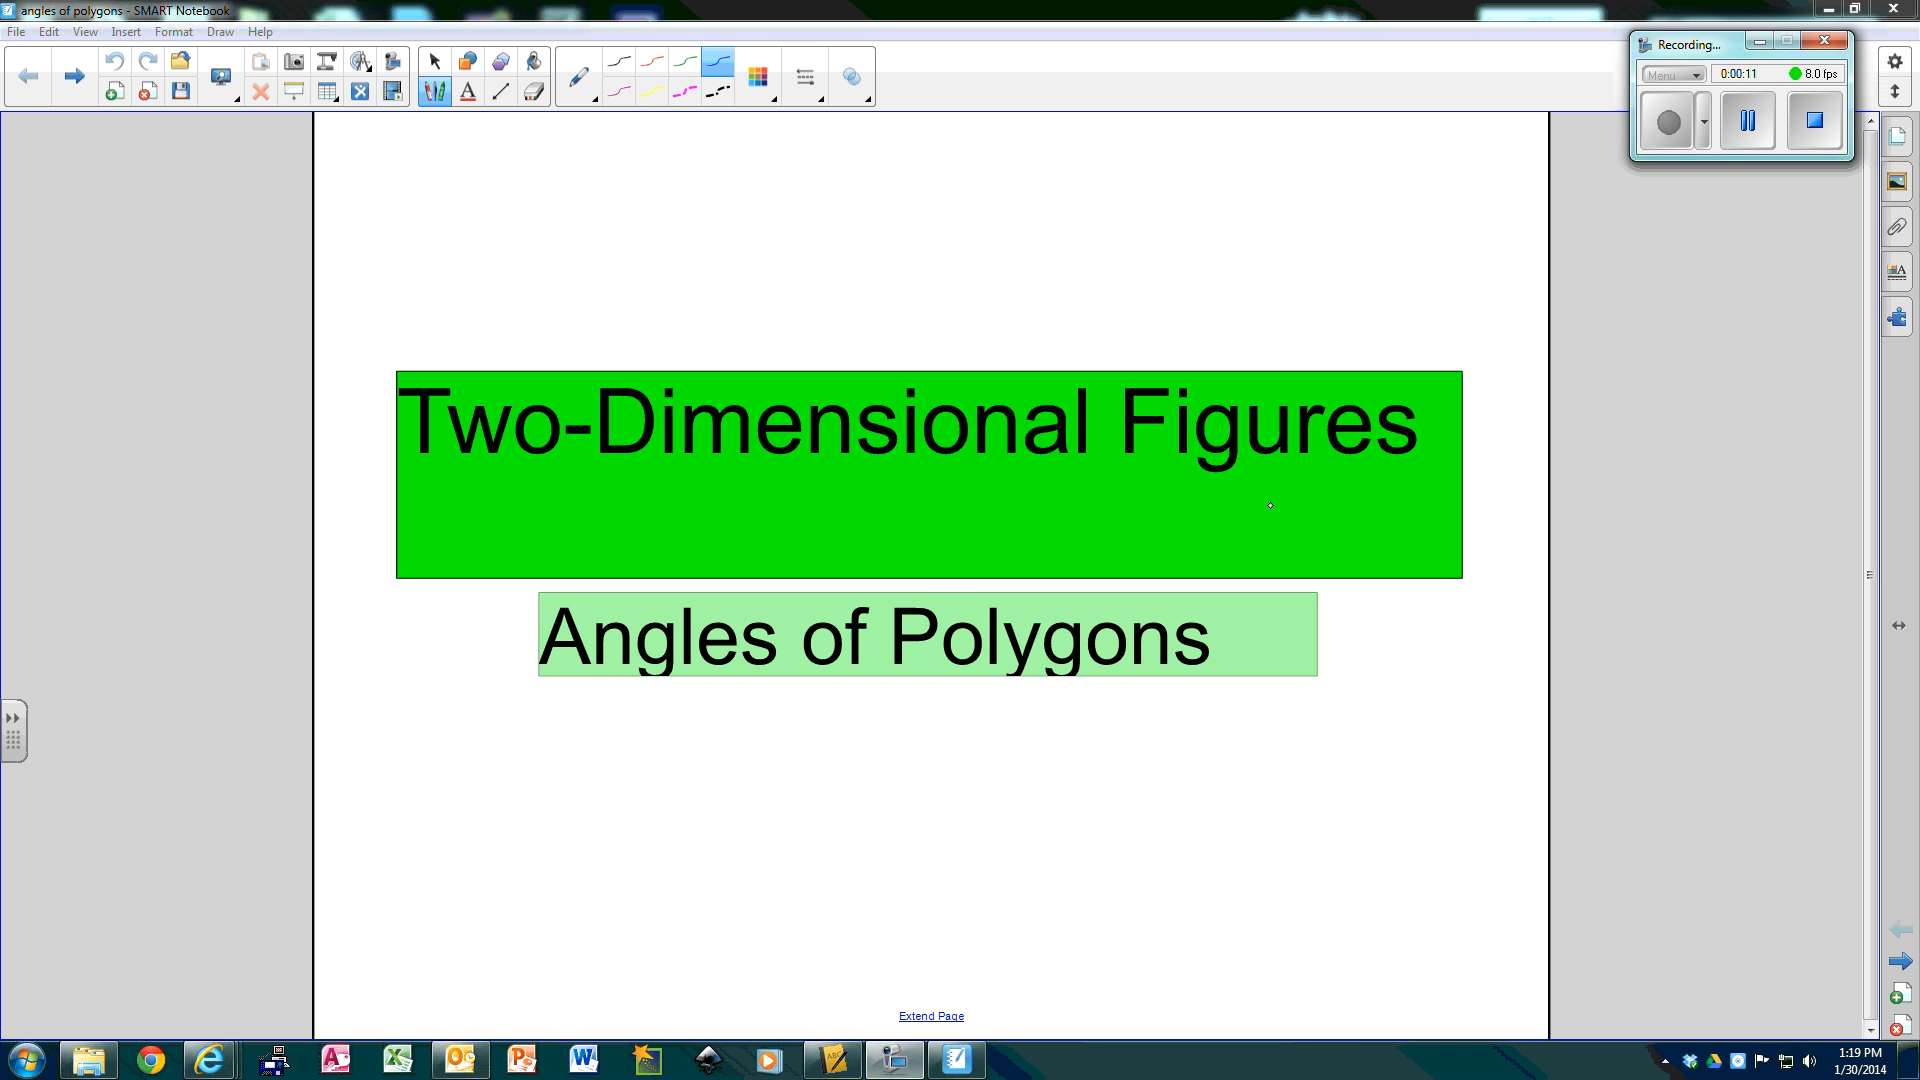 angles of polygons - SMART Notebook
File Edit View Insert Format Draw Help
Recording...
Menu 0:00:11 8.0 fps
Two-Dimensional Figures
Angles of Polygons
Extend Page
1:19 PM
1/30/2014